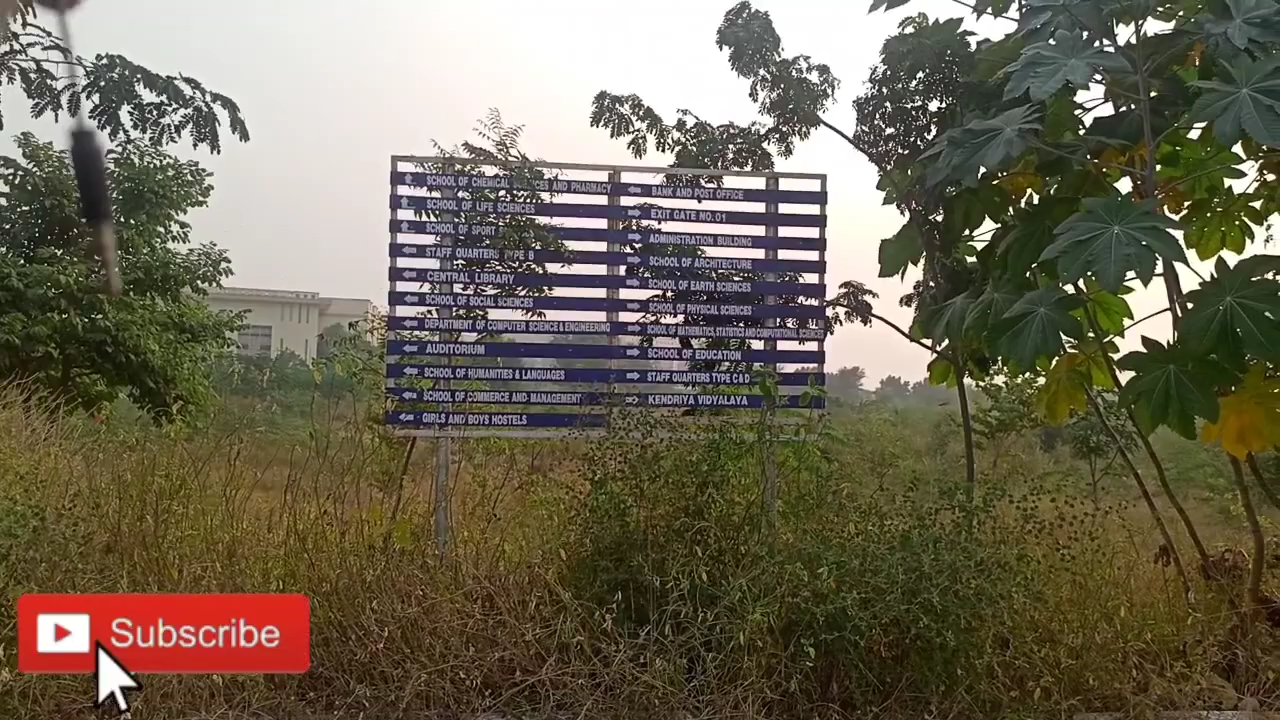 SCHOOL OF CHEMICAL SCIENCES AND PHARMACY
SCHOOL OF LIFE SCIENCES
SCHOOL OF SPORT
STAFF QUARTERS TYPE B
CENTRAL LIBRARY
SCHOOL OF SOCIAL SCIENCES
DEPARTMENT OF COMPUTER SCIENCE & ENGINEERING
AUDITORIUM
SCHOOL OF HUMANITIES & LANGUAGES
SCHOOL OF COMMERCE AND MANAGEMENT
GIRLS AND BOYS HOSTELS
BANK AND POST OFFICE
EXIT GATE NO. 01
ADMINISTRATION BUILDING
SCHOOL OF ARCHITECTURE
SCHOOL OF EARTH SCIENCES
SCHOOL OF PHYSICAL SCIENCES
SCHOOL OF MATHEMATICS, STATISTICS AND COMPUTATIONAL SCIENCES
SCHOOL OF EDUCATION
STAFF QUARTERS TYPE C & D
KENDRIYA VIDYALAYA
Subscribe